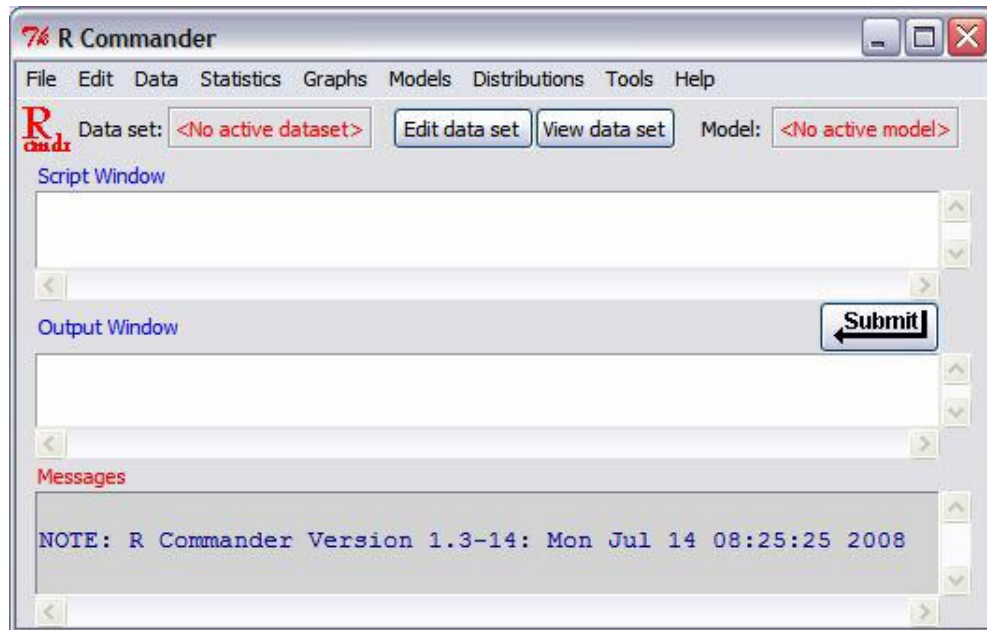 R Commander
File Edit Data Statistics Graphs Models Distributions Tools Help
R cmdr Data set: <No active dataset> Edit data set View data set Model: <No active model>
Script Window
Output Window
Submit
Messages
NOTE: R Commander Version 1.3-14: Mon Jul 14 08:25:25 2008